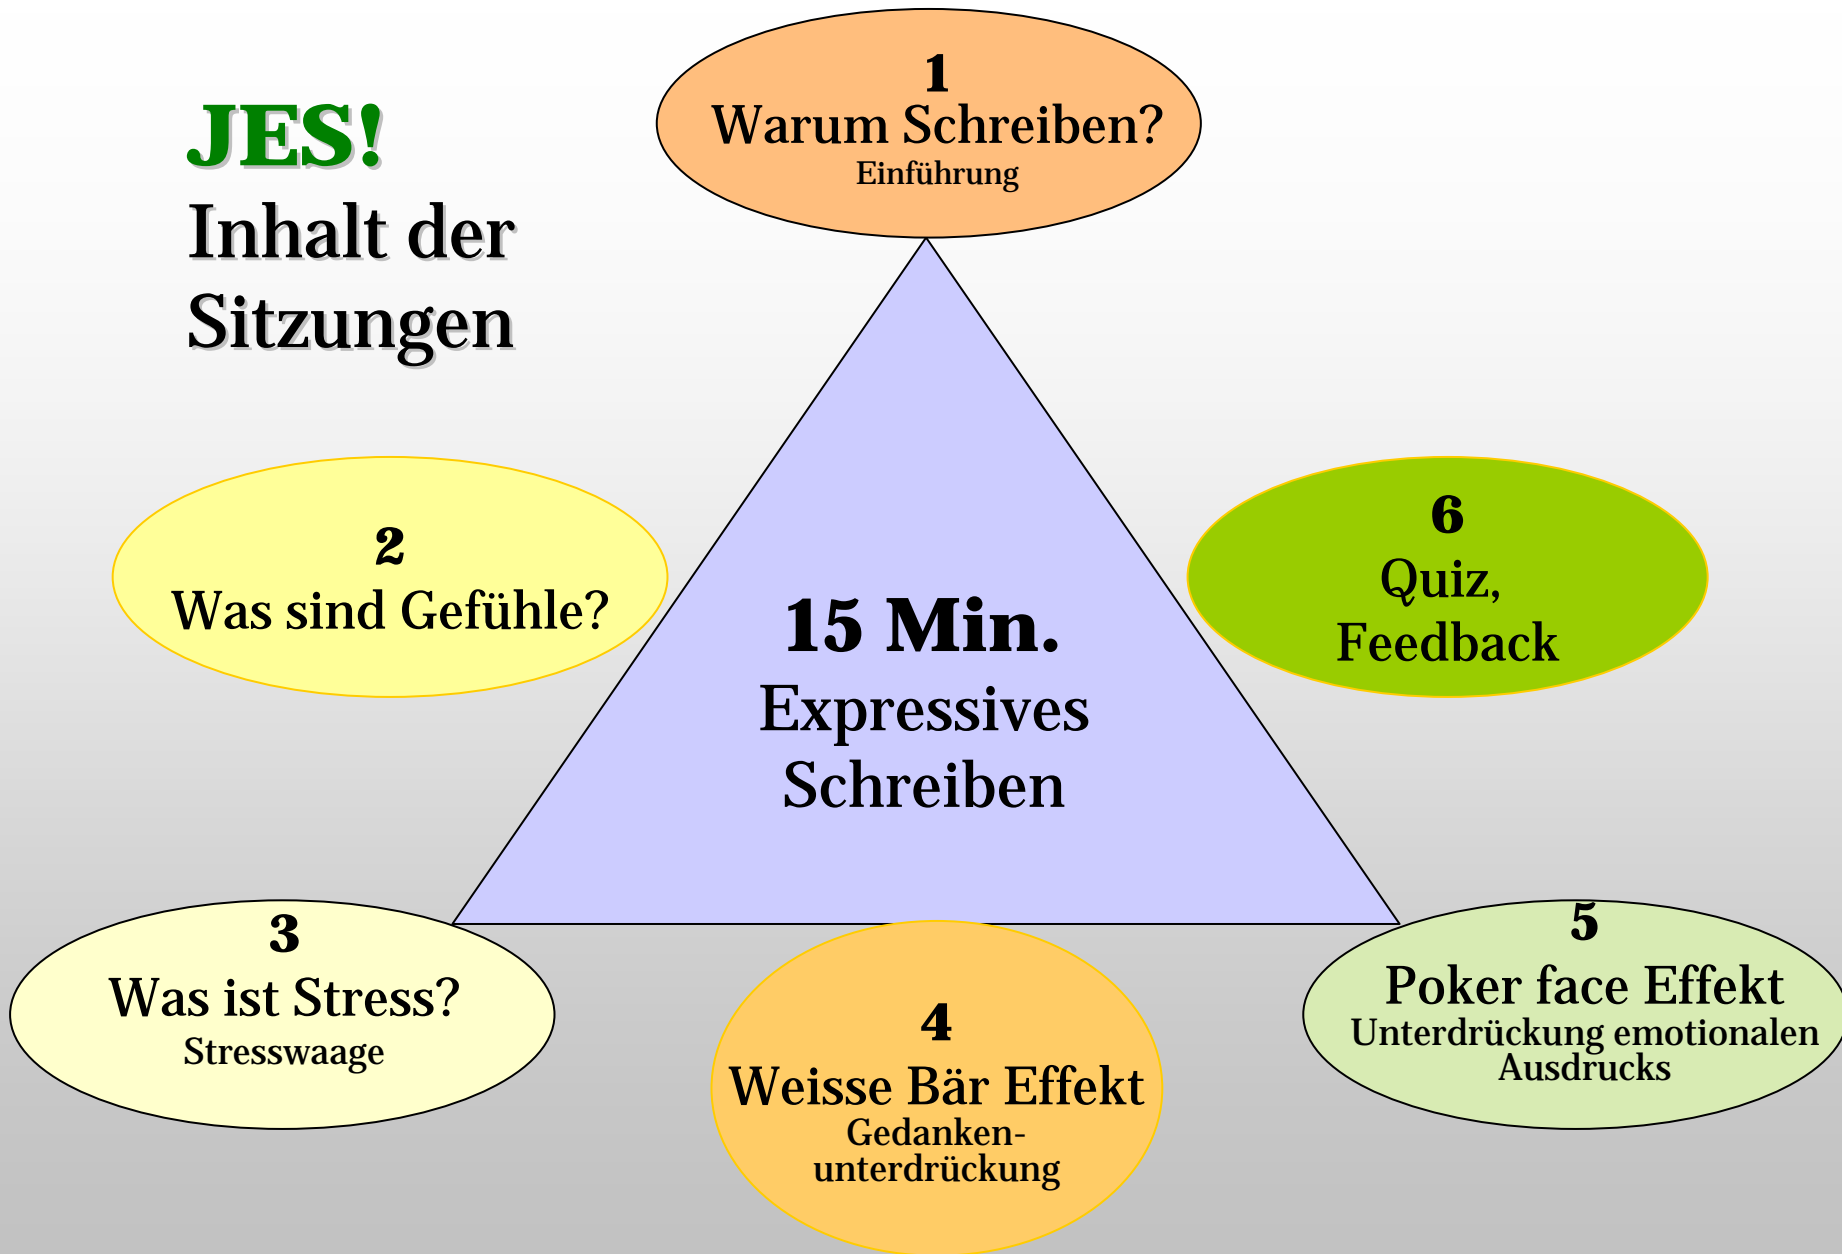 JES!
Inhalt der
Sitzungen
1
Warum Schreiben?
Einführung
2
Was sind Gefühle?
3
Was ist Stress?
Stresswaage
4
Weisse Bär Effekt
Gedanken-
unterdrückung
5
Poker face Effekt
Unterdrückung emotionalen
Ausdrucks
6
Quiz,
Feedback
15 Min.
Expressives
Schreiben